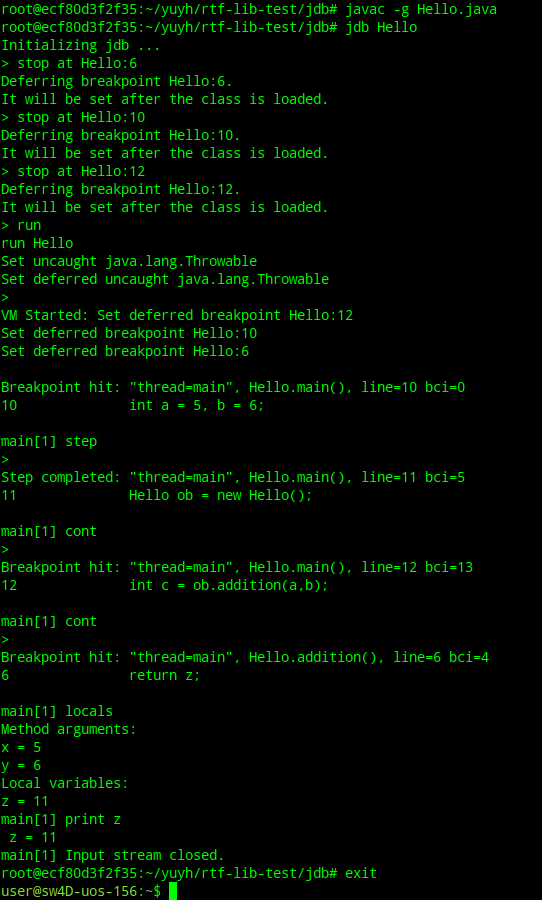 root@ecf80d3f2f35:~/yuyh/rtf-lib-test/jdb# javac -g Hello.java
root@ecf80d3f2f35:~/yuyh/rtf-lib-test/jdb# jdb Hello
Initializing jdb ...
> stop at Hello:6
Deferring breakpoint Hello:6.
It will be set after the class is loaded.
> stop at Hello:10
Deferring breakpoint Hello:10.
It will be set after the class is loaded.
> stop at Hello:12
Deferring breakpoint Hello:12.
It will be set after the class is loaded.
> run
run Hello
Set uncaught java.lang.Throwable
Set deferred uncaught java.lang.Throwable
>
VM Started: Set deferred breakpoint Hello:12
Set deferred breakpoint Hello:10
Set deferred breakpoint Hello:6

Breakpoint hit: "thread=main", Hello.main(), line=10 bci=0
10              int a = 5, b = 6;

main[1] step
>
Step completed: "thread=main", Hello.main(), line=11 bci=5
11              Hello ob = new Hello();

main[1] cont
>
Breakpoint hit: "thread=main", Hello.main(), line=12 bci=13
12              int c = ob.addition(a,b);

main[1] cont
>
Breakpoint hit: "thread=main", Hello.addition(), line=6 bci=4
6               return z;

main[1] locals
Method arguments:
x = 5
y = 6
Local variables:
z = 11
main[1] print z
 z = 11
main[1] Input stream closed.
root@ecf80d3f2f35:~/yuyh/rtf-lib-test/jdb# exit
user@sw4D-uos-156:~$